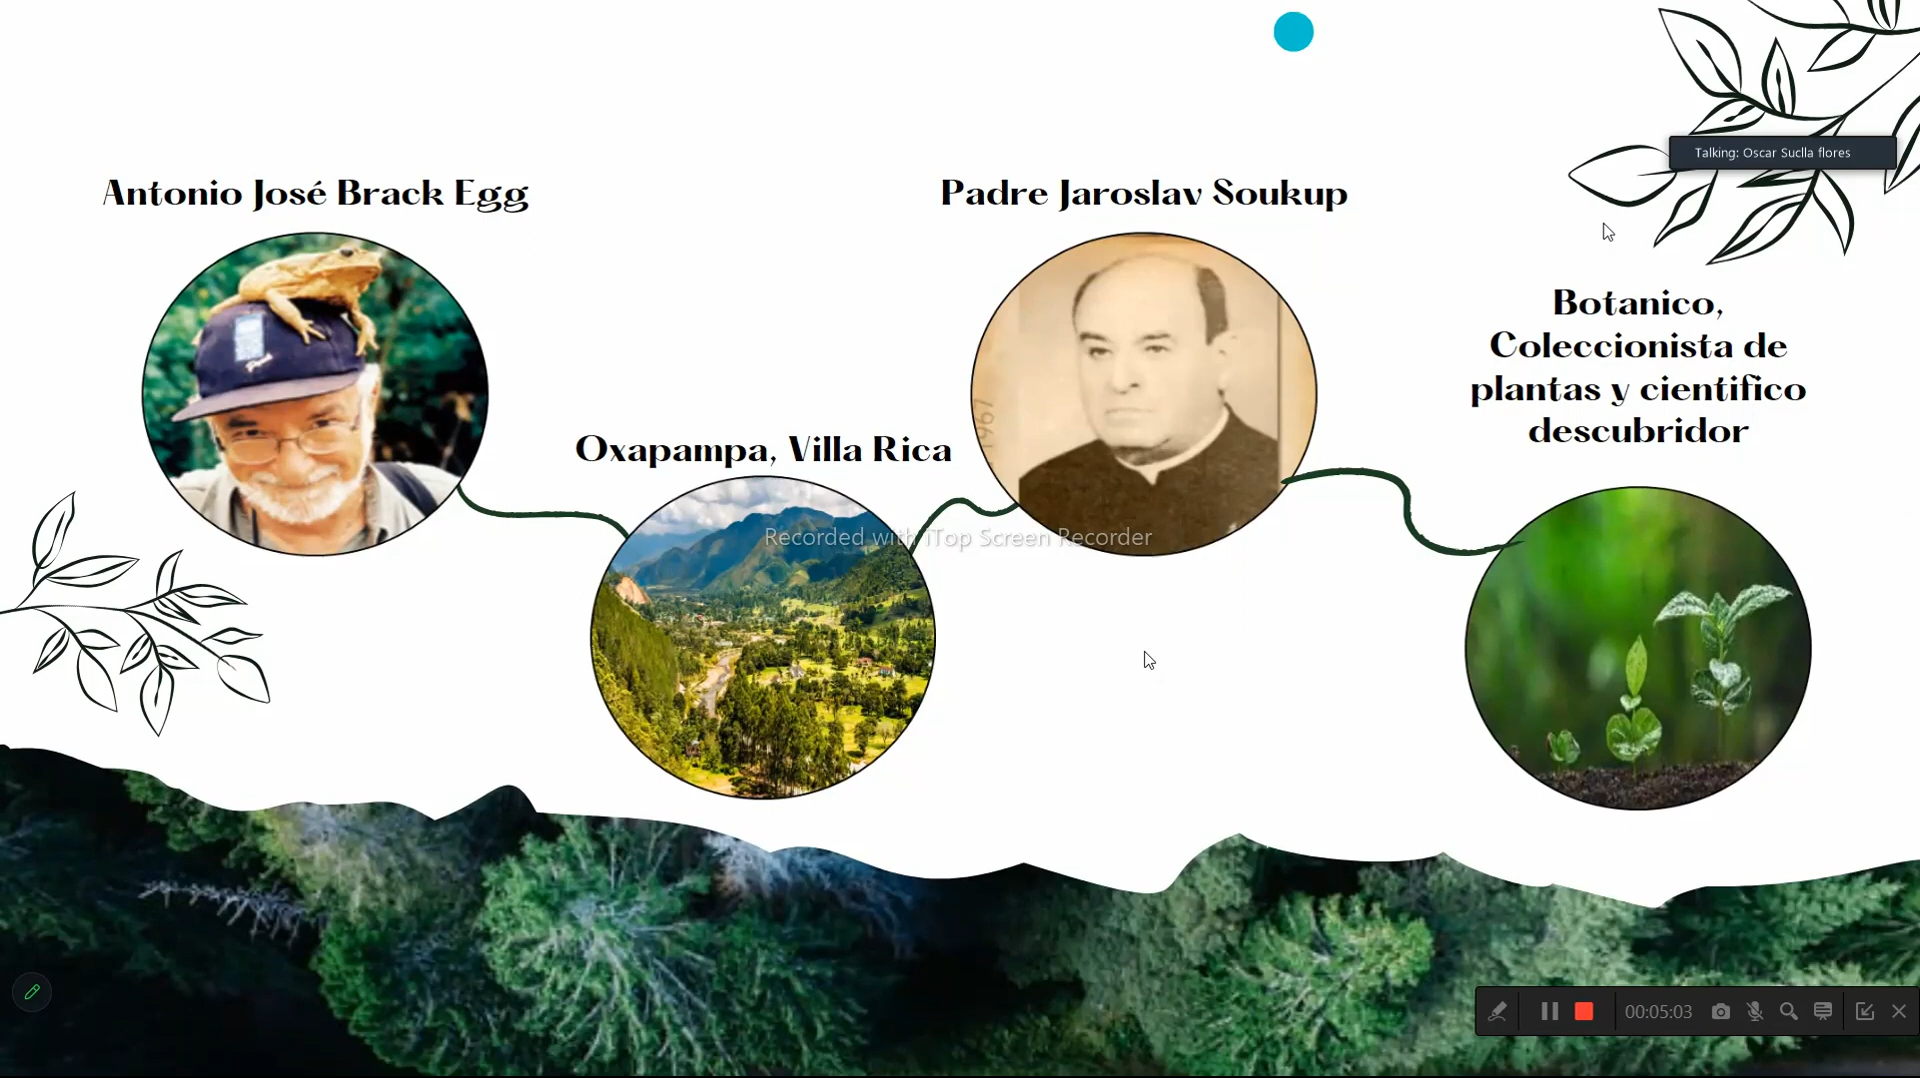 Talking: Oscar Suclla flores
Antonio José Brack Egg
Padre Jaroslav Soukup
Botanico,
Coleccionista de
plantas y cientifico
descubridor
1967
Oxapampa, Villa Rica
Recorded with iTop Screen Recorder
00:05:03